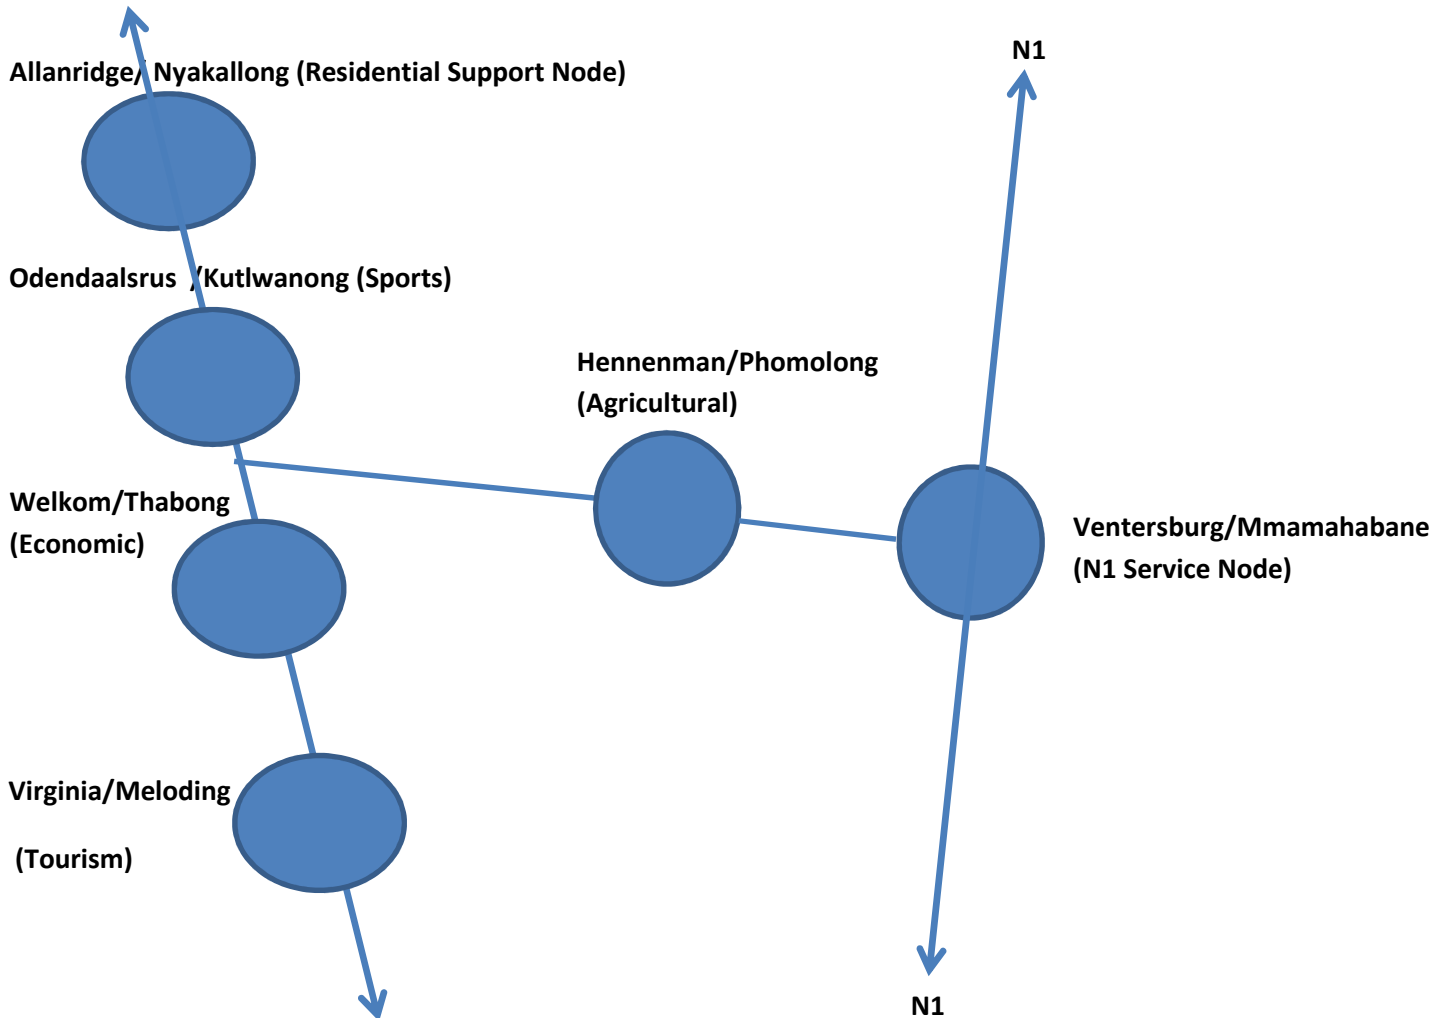 N1
Allanridge/ Nyakallong (Residential Support Node)
Odendaalsrus /Kutlwanong (Sports)
Hennenman/Phomolong
(Agricultural)
Welkom/Thabong
(Economic)
Ventersburg/Mmamahabane
(N1 Service Node)
Virginia/Meloding
(Tourism)
N1